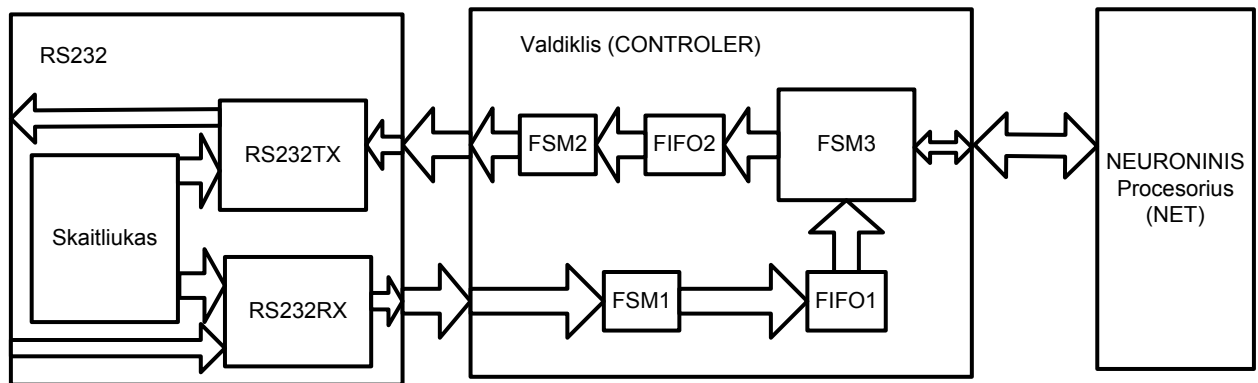 RS232
Valdiklis (CONTROLER)
RS232TX
FSM2
FIFO2
FSM3
NEURONINIS
Procesorius
(NET)
Skaitliukas
RS232RX
FSM1
FIFO1